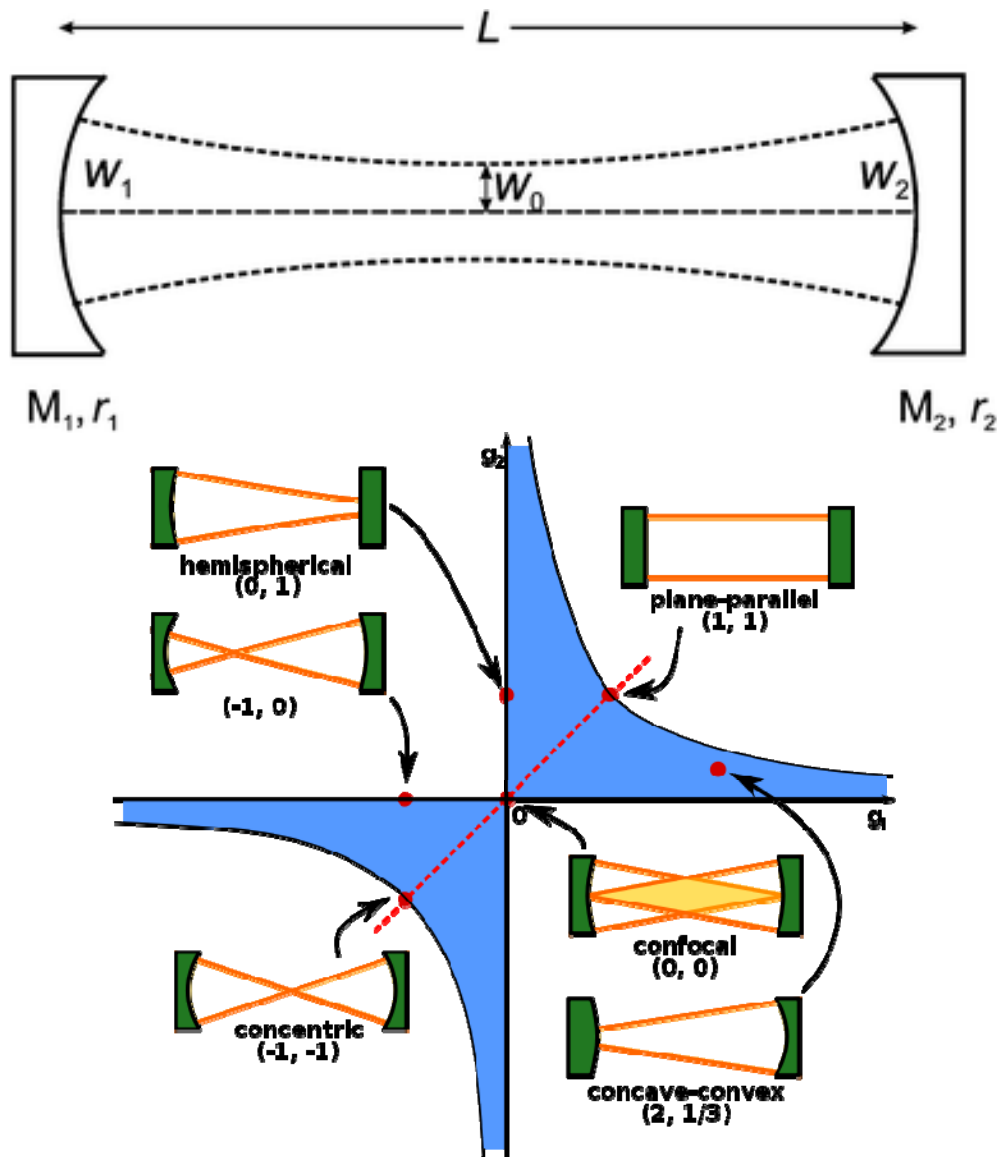 L
W₁
W₀
W₂
M₁, r₁
M₂, r₂
g₂
hemispherical
(0, 1)
plane-parallel
(1, 1)
(-1, 0)
0
g₁
confocal
(0, 0)
concentric
(-1, -1)
concave-convex
(2, 1/3)